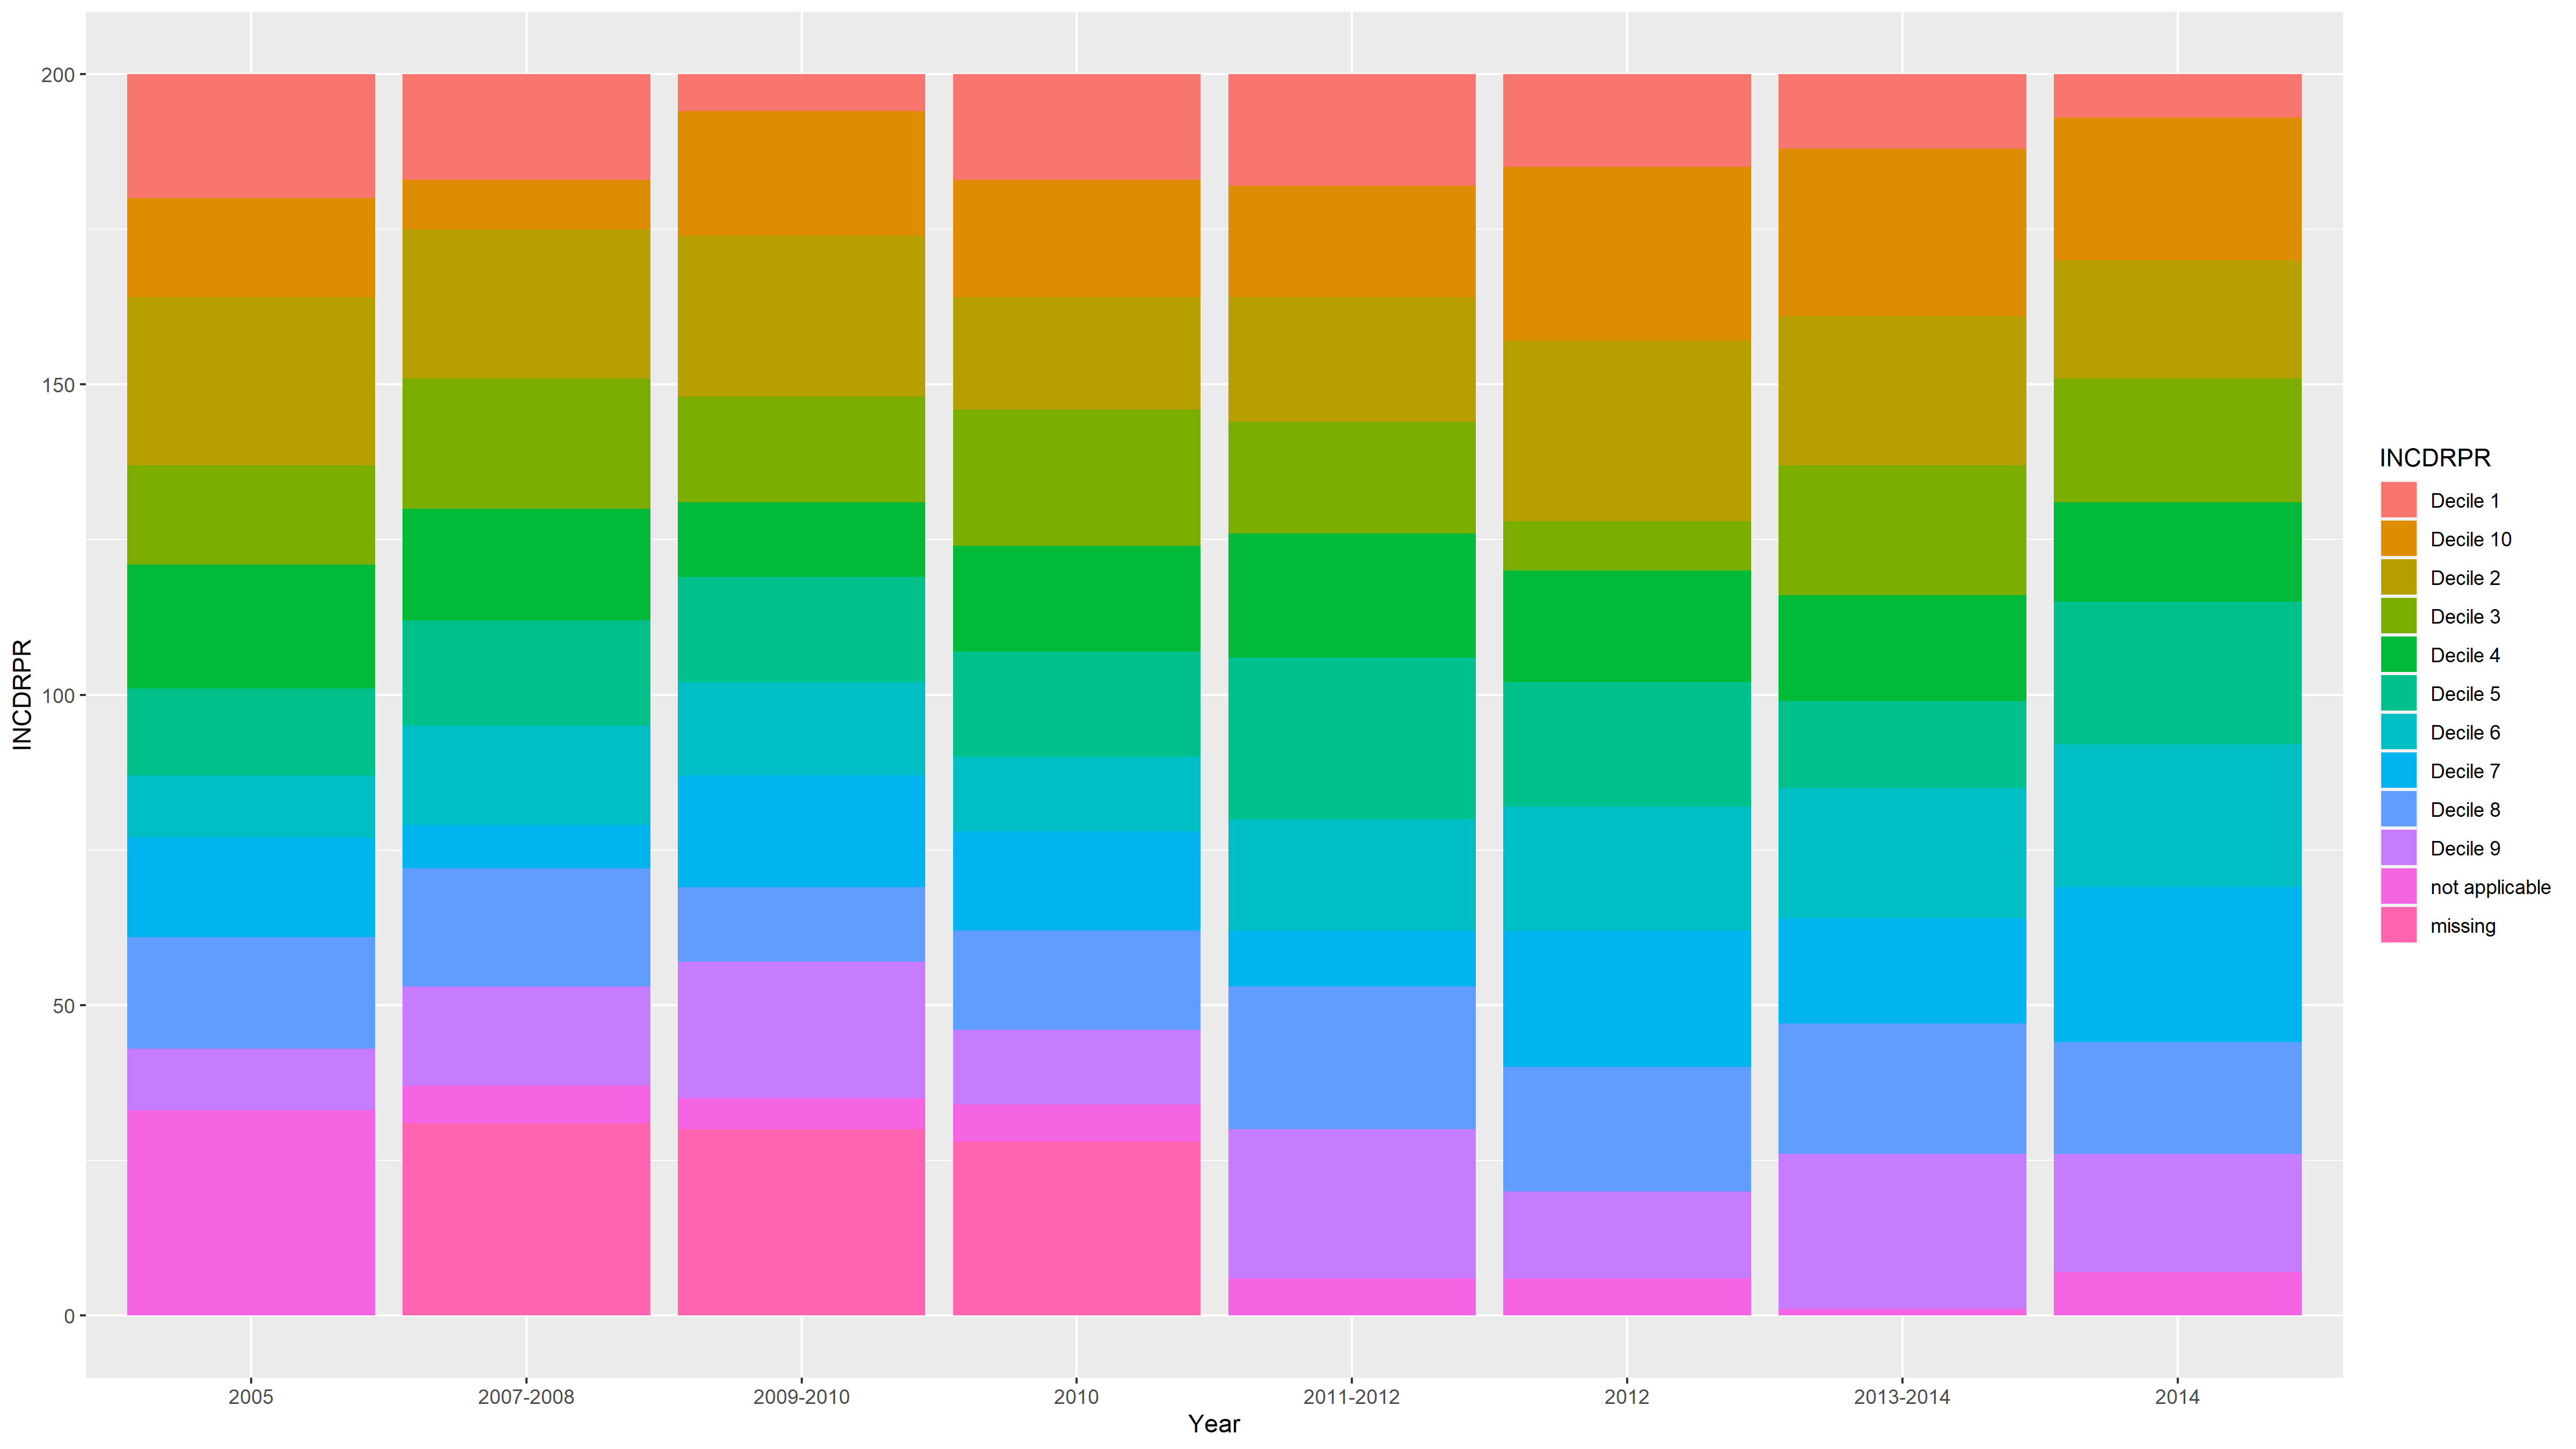 200
150
100
50
0
INCDRPR
2005
2007-2008
2009-2010
2010
2011-2012
2012
2013-2014
2014
Year
INCDRPR
Decile 1
Decile 10
Decile 2
Decile 3
Decile 4
Decile 5
Decile 6
Decile 7
Decile 8
Decile 9
not applicable
missing